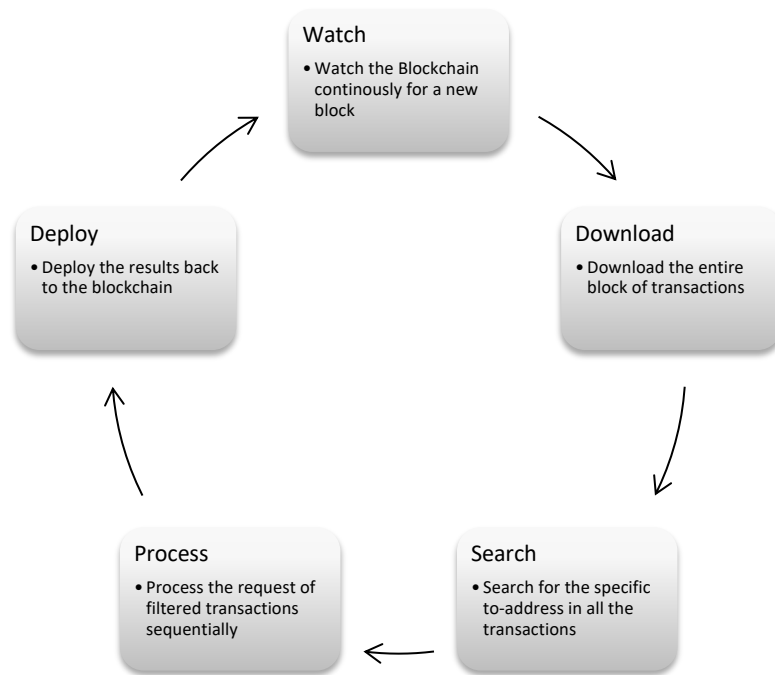 Watch
• Watch the Blockchain
continously for a new
block
Download
• Download the entire
block of transactions
Search
• Search for the specific
to-address in all the
transactions
Process
• Process the request of
filtered transactions
sequentially
Deploy
• Deploy the results back
to the blockchain